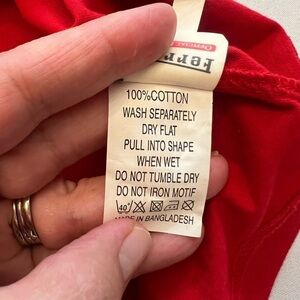 100%COTTON
WASH SEPARATELY
DRY FLAT
PULL INTO SHAPE
WHEN WET
DO NOT TUMBLE DRY
DO NOT IRON MOTIF
40°
MADE IN BANGLADESH